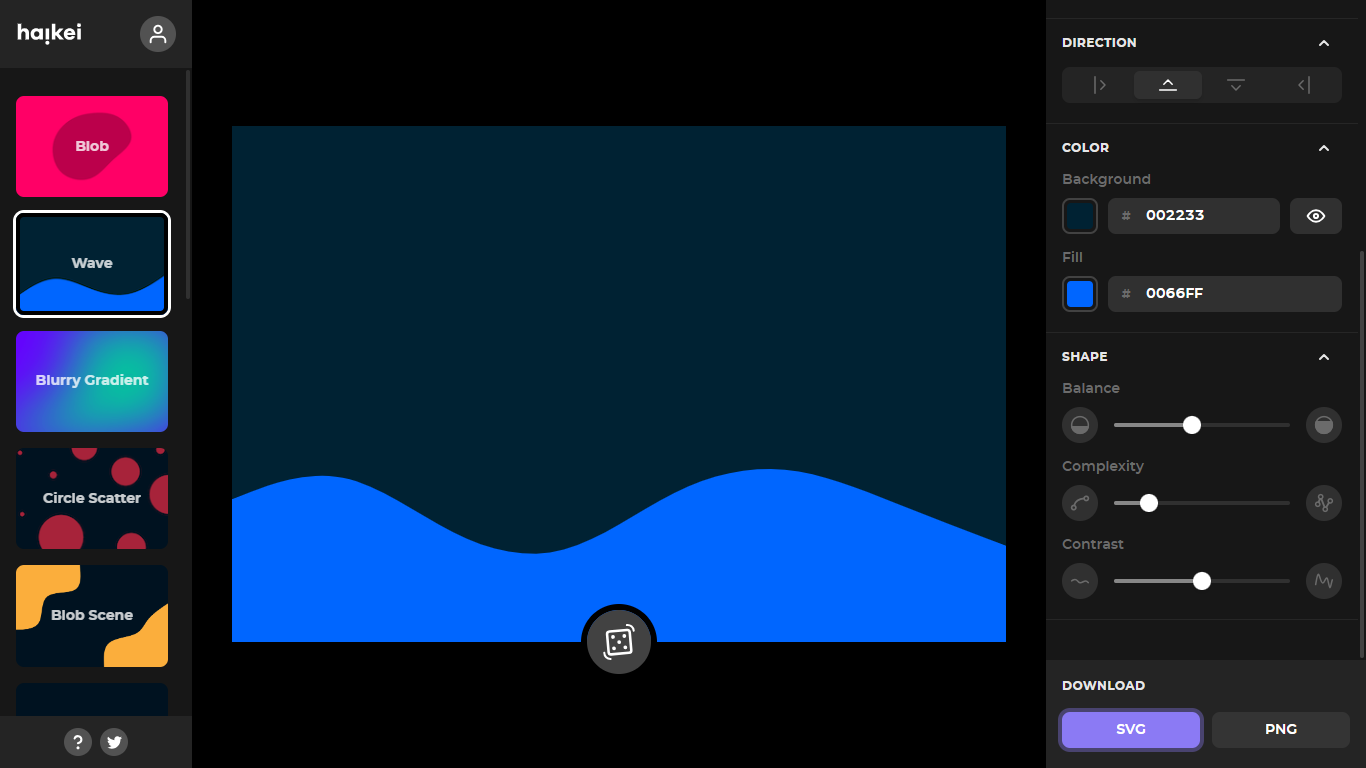 haikei
Blob
Wave
Blurry Gradient
Circle Scatter
Blob Scene
?
DIRECTION
COLOR
Background
# 002233
Fill
# 0066FF
SHAPE
Balance
Complexity
Contrast
DOWNLOAD
SVG PNG